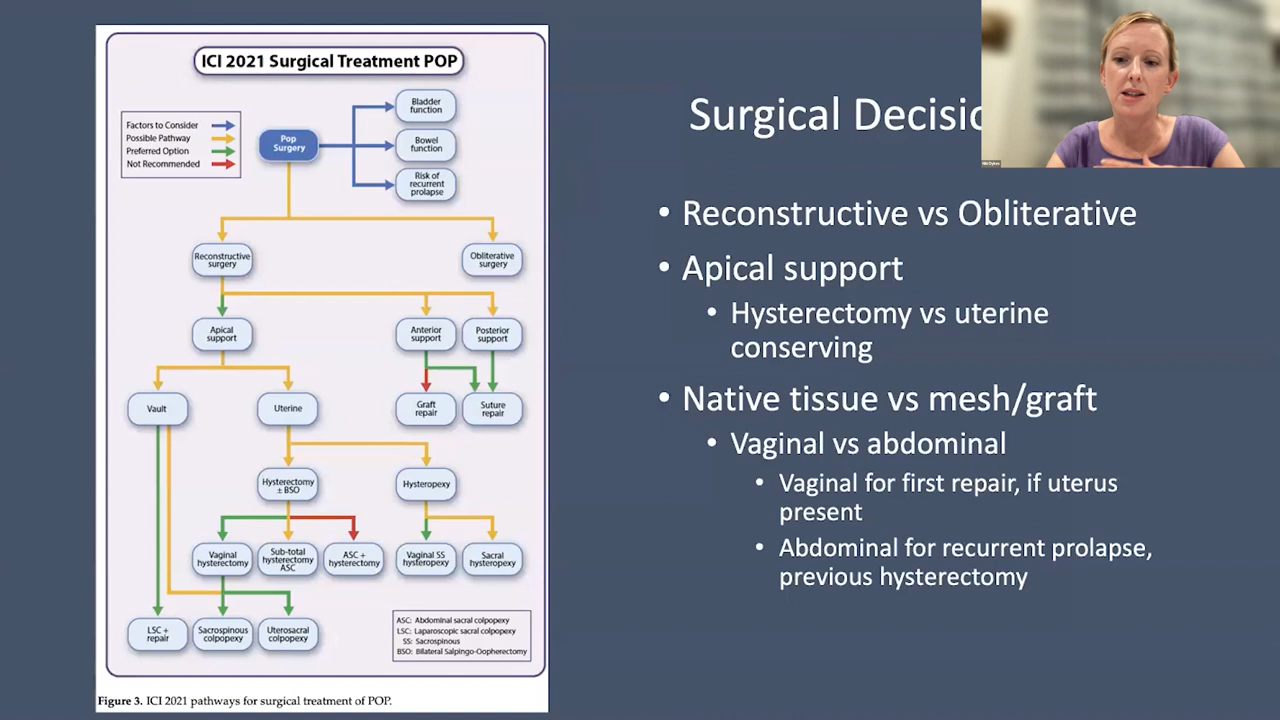 ICI 2021 Surgical Treatment POP
Factors to Consider
Possible Pathway
Preferred Option
Not Recommended
Pop
Surgery
Bladder
function
Bowel
function
Risk of
recurrent
prolapse
Reconstructive
surgery
Obliterative
surgery
Apical
support
Anterior
support
Posterior
support
Vault
Uterine
Graft
repair
Suture
repair
Hysterectomy
± BSO
Hysteropexy
Vaginal
hysterectomy
Sub-total
hysterectomy
ASC
ASC +
hysterectomy
Vaginal SS
hysteropexy
Sacral
hysteropexy
LSC +
repair
Sacrospinous
colpopexy
Uterosacral
colpopexy
ASC: Abdominal sacral colpopexy
LSC: Laparoscopic sacral colpopexy
SS: Sacrospinous
BSO: Bilateral Salpingo-Oopherectomy
Figure 3. ICI 2021 pathways for surgical treatment of POP.
Surgical Decisio
• Reconstructive vs Obliterative
• Apical support
• Hysterectomy vs uterine
conserving
• Native tissue vs mesh/graft
• Vaginal vs abdominal
• Vaginal for first repair, if uterus
present
• Abdominal for recurrent prolapse,
previous hysterectomy